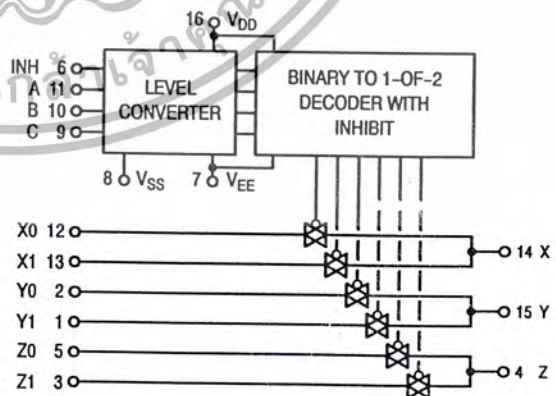 16 VDD
INH 6
A 11
B 10
C 9
LEVEL
CONVERTER
BINARY TO 1-OF-2
DECODER WITH
INHIBIT
8 VSS
7 VEE
X0 12
X1 13
Y0 2
Y1 1
Z0 5
Z1 3
14 X
15 Y
4 Z